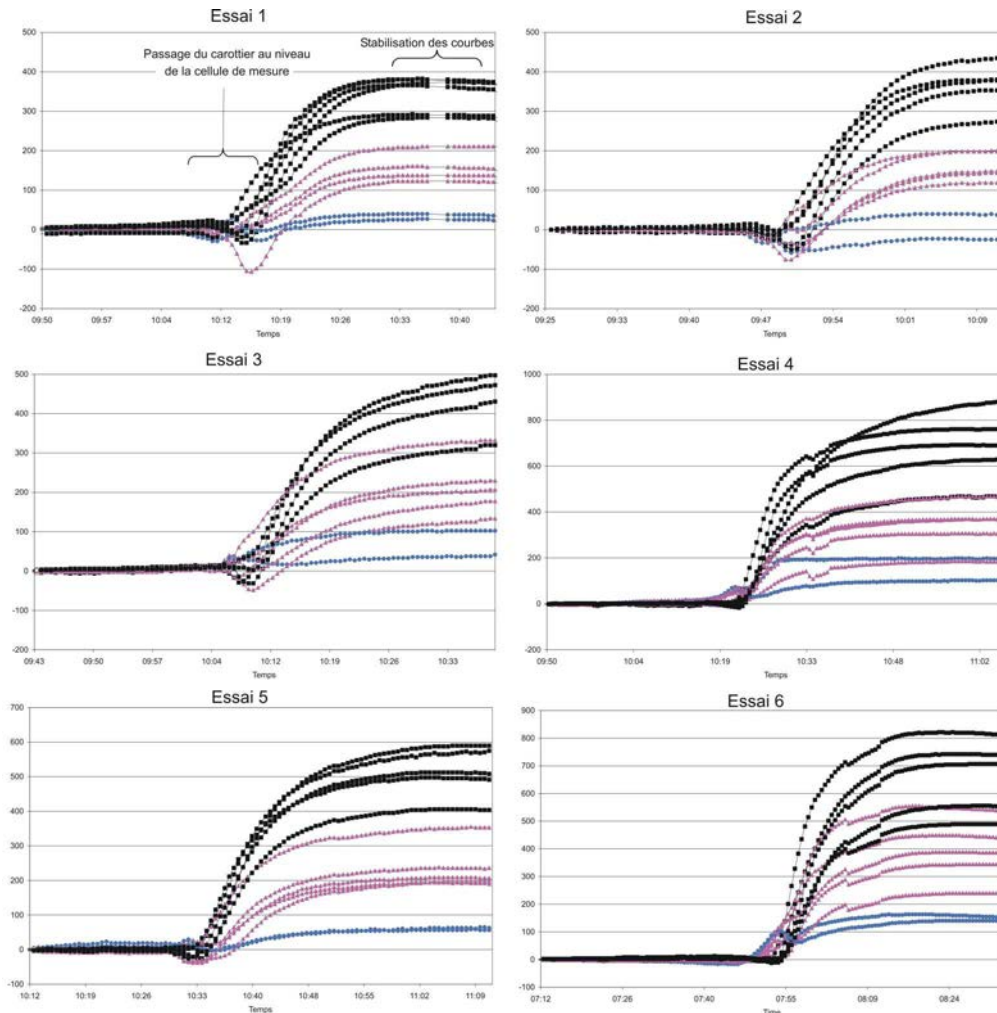 Essai 1
500
400
300
200
100
0
-100
-200
Passage du carottier au niveau
de la cellule de mesure
Stabilisation des courbes
09:50 09:57 10:04 10:12 10:19 10:26 10:33 10:40
Temps
Essai 2
500
400
300
200
100
0
-100
-200
09:25 09:33 09:40 09:47 09:54 10:01 10:09
Temps
Essai 3
500
400
300
200
100
0
-100
-200
09:43 09:50 09:57 10:04 10:12 10:19 10:26 10:33
Temps
Essai 4
1000
800
600
400
200
0
-200
09:50 10:04 10:19 10:33 10:48 11:02
Temps
Essai 5
700
600
500
400
300
200
100
0
-100
10:12 10:19 10:26 10:33 10:40 10:48 10:55 11:02 11:09
Temps
Essai 6
900
800
700
600
500
400
300
200
100
0
-100
07:12 07:26 07:40 07:55 08:09 08:24
Time